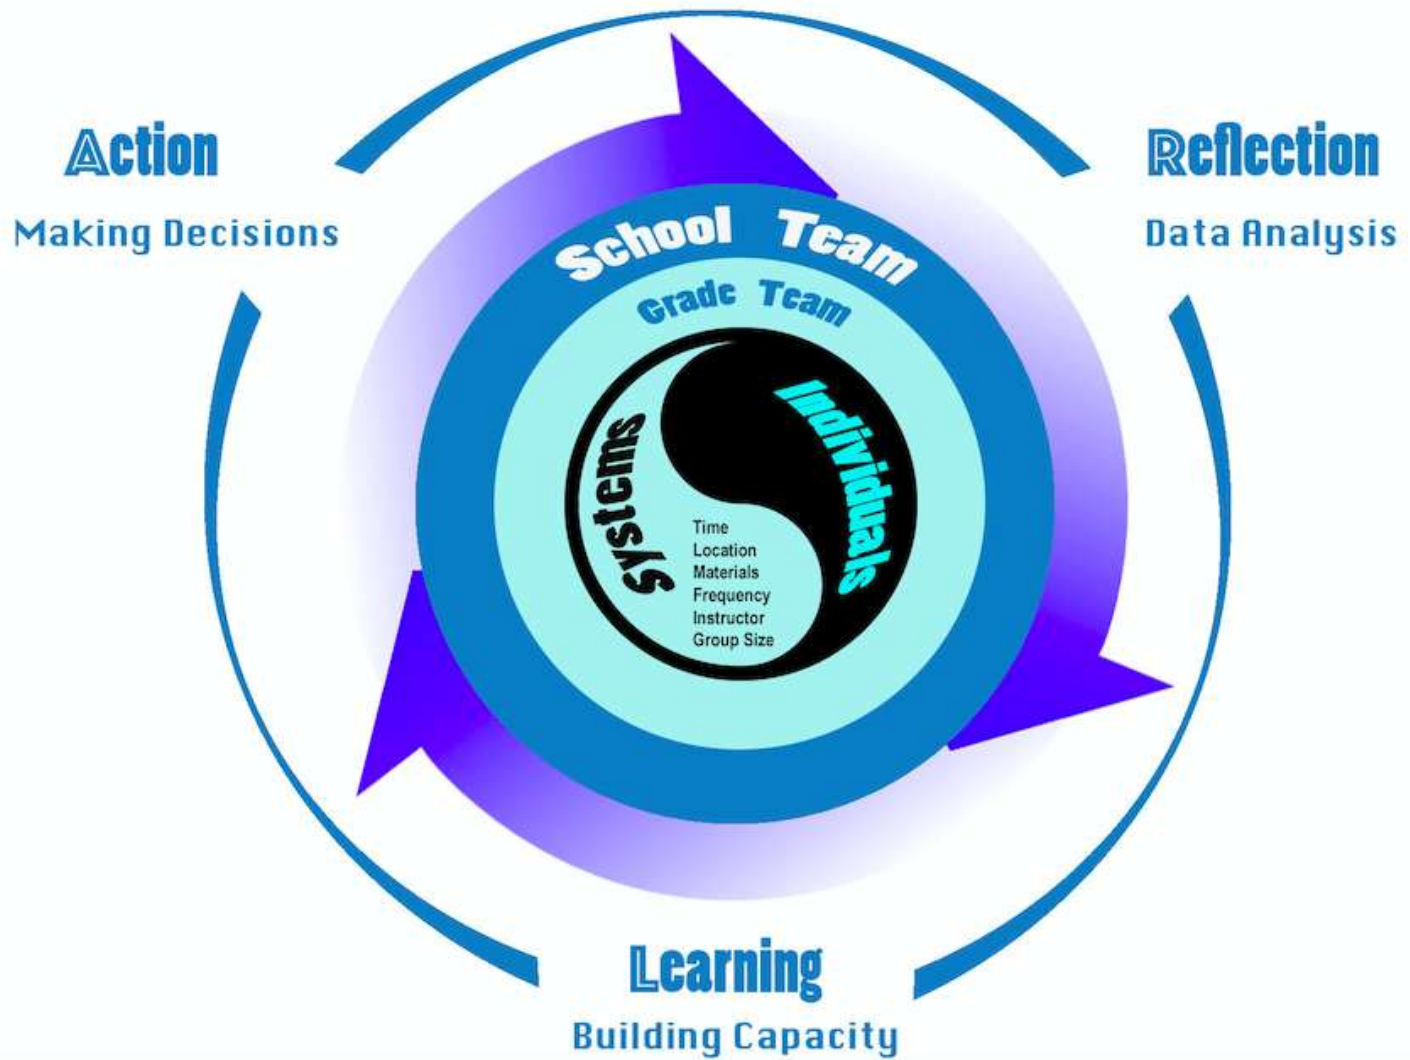 Action
Making Decisions
Reflection
Data Analysis
School Team
Grade Team
Systems
Individuals
Time
Location
Materials
Frequency
Instructor
Group Size
Learning
Building Capacity